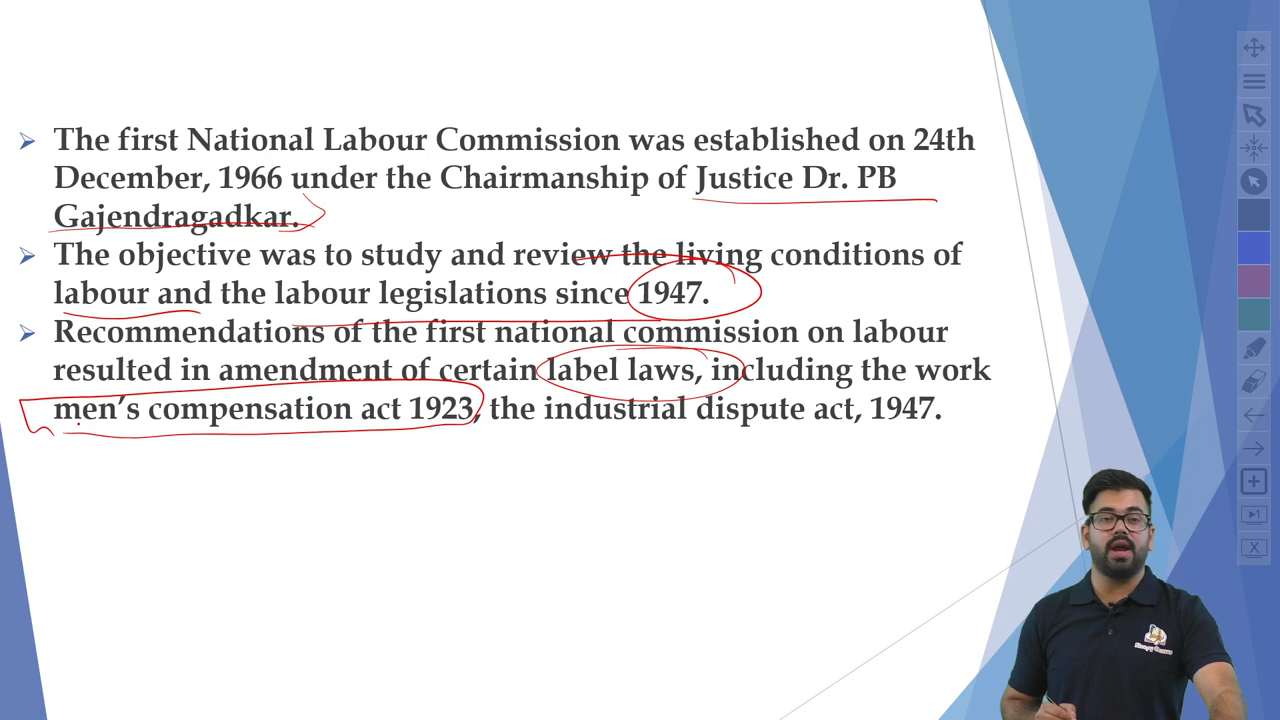 The first National Labour Commission was established on 24th
December, 1966 under the Chairmanship of Justice Dr. PB
Gajendragadkar.
The objective was to study and review the living conditions of
labour and the labour legislations since 1947.
Recommendations of the first national commission on labour
resulted in amendment of certain label laws, including the work
men’s compensation act 1923, the industrial dispute act, 1947.